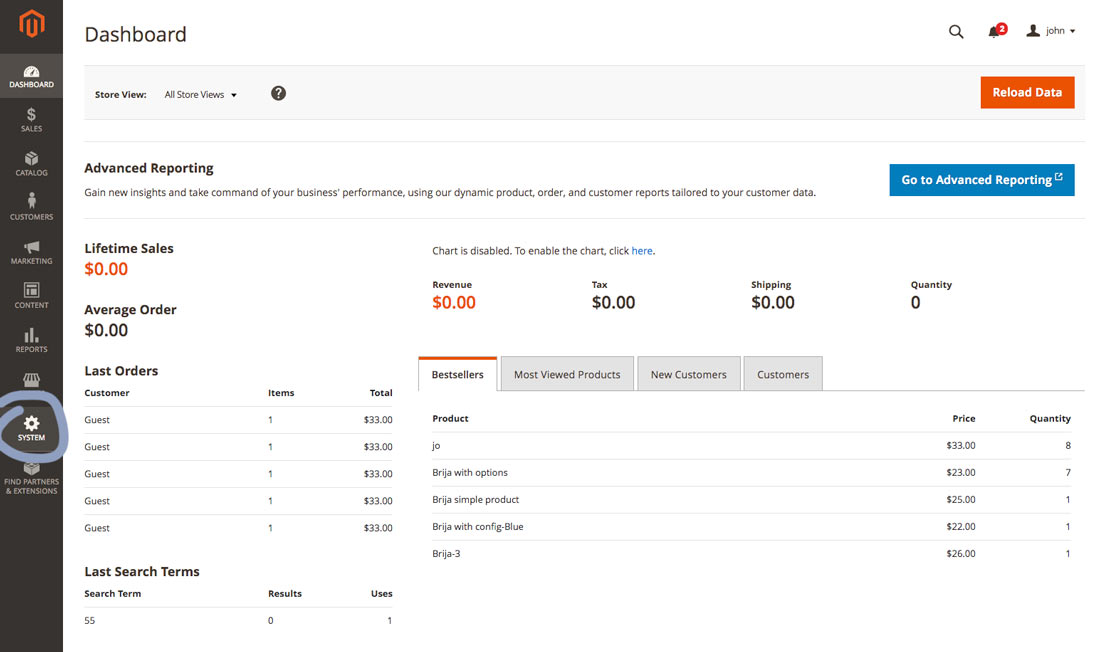 Dashboard
2
john
DASHBOARD
SALES
CATALOG
CUSTOMERS
MARKETING
CONTENT
REPORTS
SYSTEM
FIND PARTNERS
& EXTENSIONS
Store View: All Store Views ?
Reload Data
Advanced Reporting
Gain new insights and take command of your business' performance, using our dynamic product, order, and customer reports tailored to your customer data.
Go to Advanced Reporting
Lifetime Sales
$0.00
Average Order
$0.00
Chart is disabled. To enable the chart, click here.
Revenue Tax Shipping Quantity
$0.00 $0.00 $0.00 0
Last Orders
Customer Items Total
Guest 1 $33.00
Guest 1 $33.00
Guest 1 $33.00
Guest 1 $33.00
Guest 1 $33.00
Last Search Terms
Search Term Results Uses
55 0 1
Bestsellers Most Viewed Products New Customers Customers
Product Price Quantity
jo $33.00 8
Brija with options $23.00 7
Brija simple product $25.00 1
Brija with config-Blue $22.00 1
Brija-3 $26.00 1